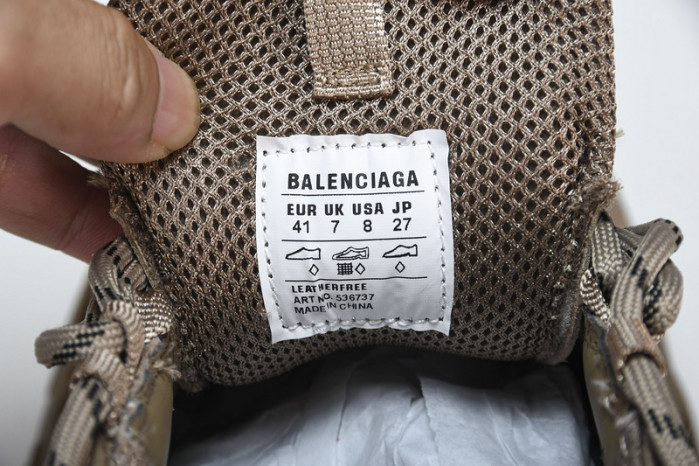 BALENCIAGA
EUR UK USA JP
41 7 8 27
LEATHERFREE
ART NO. 536737
MADE IN CHINA